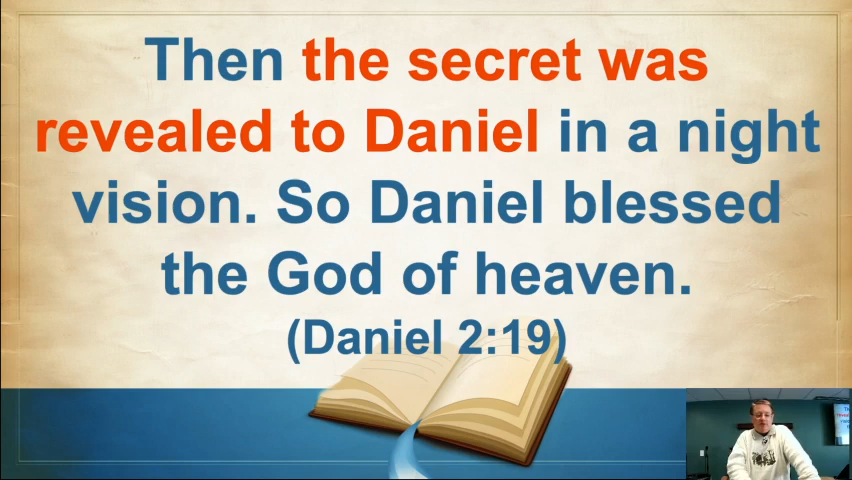 Then the secret was
revealed to Daniel in a night
vision. So Daniel blessed
the God of heaven.
(Daniel 2:19)